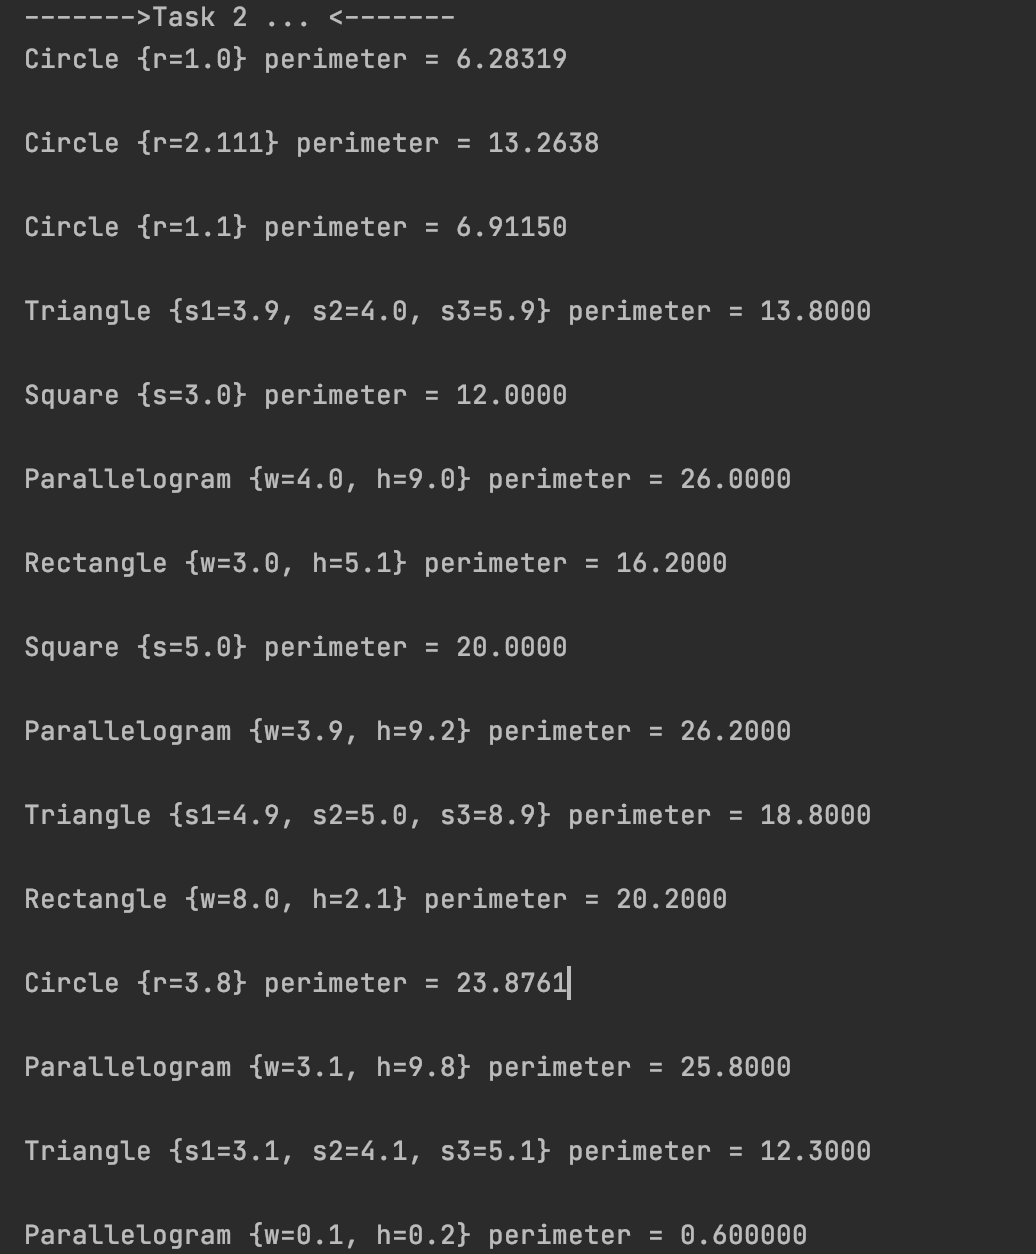 ------->Task 2 ... <-------
Circle {r=1.0} perimeter = 6.28319
Circle {r=2.111} perimeter = 13.2638
Circle {r=1.1} perimeter = 6.91150
Triangle {s1=3.9, s2=4.0, s3=5.9} perimeter = 13.8000
Square {s=3.0} perimeter = 12.0000
Parallelogram {w=4.0, h=9.0} perimeter = 26.0000
Rectangle {w=3.0, h=5.1} perimeter = 16.2000
Square {s=5.0} perimeter = 20.0000
Parallelogram {w=3.9, h=9.2} perimeter = 26.2000
Triangle {s1=4.9, s2=5.0, s3=8.9} perimeter = 18.8000
Rectangle {w=8.0, h=2.1} perimeter = 20.2000
Circle {r=3.8} perimeter = 23.8761
Parallelogram {w=3.1, h=9.8} perimeter = 25.8000
Triangle {s1=3.1, s2=4.1, s3=5.1} perimeter = 12.3000
Parallelogram {w=0.1, h=0.2} perimeter = 0.600000